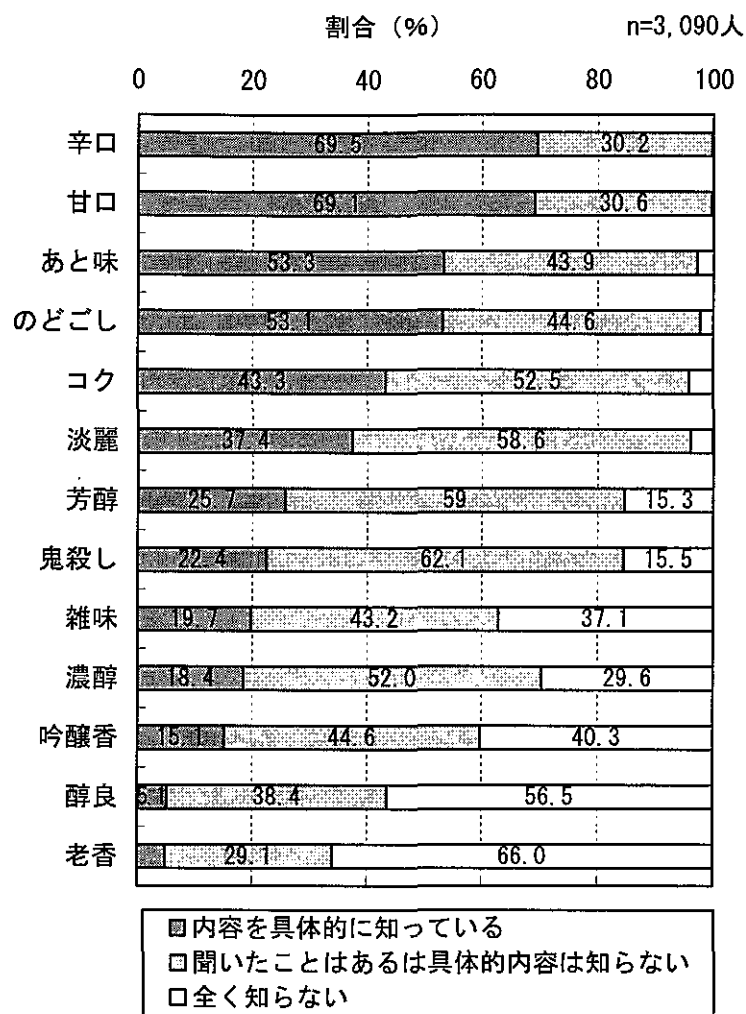 割合(%) n=3,090人
0 20 40 60 80 100
辛口 69.5 30.2
甘口 69.1 30.6
あと味 53.3 43.9
のどごし 53.1 44.6
コク 43.3 52.5
淡麗 37.4 58.6
芳醇 25.7 59 15.3
鬼殺し 22.4 62.1 15.5
雑味 19.7 43.2 37.1
濃醇 18.4 52.0 29.6
吟醸香 15.1 44.6 40.3
醇良 5.1 38.4 56.5
老香 29.1 66.0
内容を具体的に知っている
聞いたことはあるは具体的内容は知らない
全く知らない